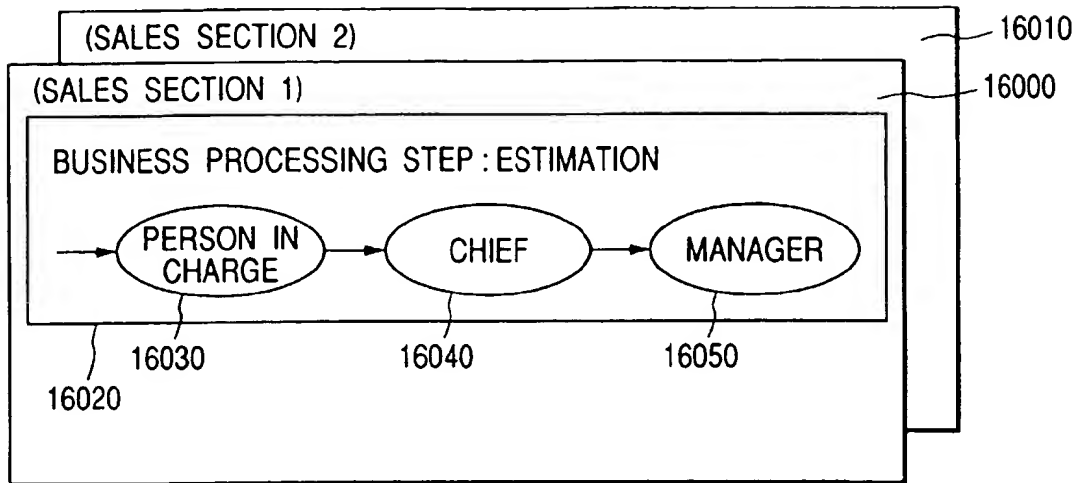 (SALES SECTION 2)
16010
(SALES SECTION 1)
16000
BUSINESS PROCESSING STEP : ESTIMATION
PERSON IN
CHARGE
CHIEF
MANAGER
16030
16040
16050
16020